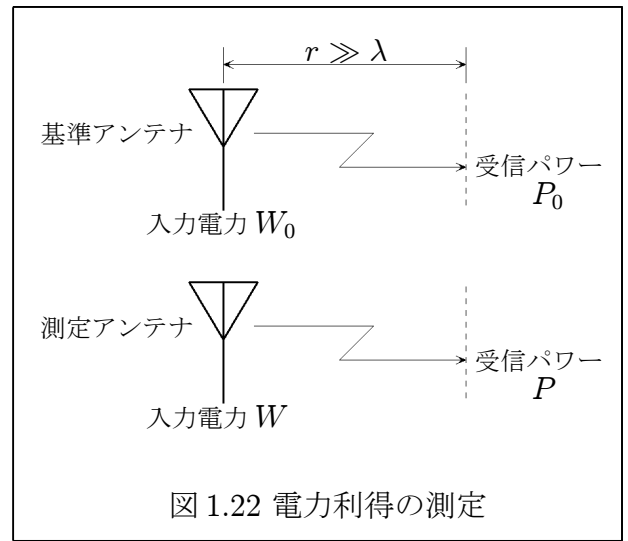 r ≫ λ
基準アンテナ
受信パワー
P₀
入力電力 W₀
測定アンテナ
受信パワー
P
入力電力 W
図 1.22 電力利得の測定